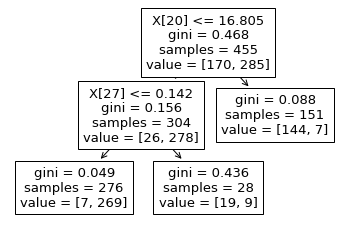 X[20] <= 16.805
gini = 0.468
samples = 455
value = [170, 285]
X[27] <= 0.142
gini = 0.156
samples = 304
value = [26, 278]
gini = 0.088
samples = 151
value = [144, 7]
gini = 0.049
samples = 276
value = [7, 269]
gini = 0.436
samples = 28
value = [19, 9]